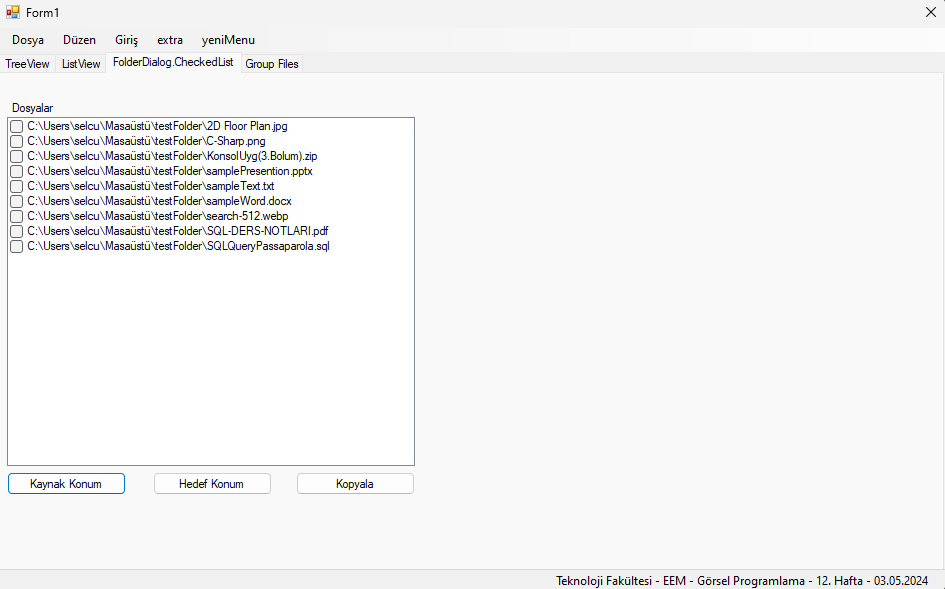 Form1
Dosya Düzen Giriş extra yeniMenu
TreeView ListView FolderDialog.CheckedList Group Files
Dosyalar
C:\Users\selcu\Masaüstü\testFolder\2D Floor Plan.jpg
C:\Users\selcu\Masaüstü\testFolder\C-Sharp.png
C:\Users\selcu\Masaüstü\testFolder\KonsolUyg(3.Bolum).zip
C:\Users\selcu\Masaüstü\testFolder\samplePresention.pptx
C:\Users\selcu\Masaüstü\testFolder\sampleText.txt
C:\Users\selcu\Masaüstü\testFolder\sampleWord.docx
C:\Users\selcu\Masaüstü\testFolder\search-512.webp
C:\Users\selcu\Masaüstü\testFolder\SQL-DERS-NOTLARI.pdf
C:\Users\selcu\Masaüstü\testFolder\SQLQueryPassaparola.sql
Kaynak Konum Hedef Konum Kopyala
Teknoloji Fakültesi - EEM - Görsel Programlama - 12. Hafta - 03.05.2024